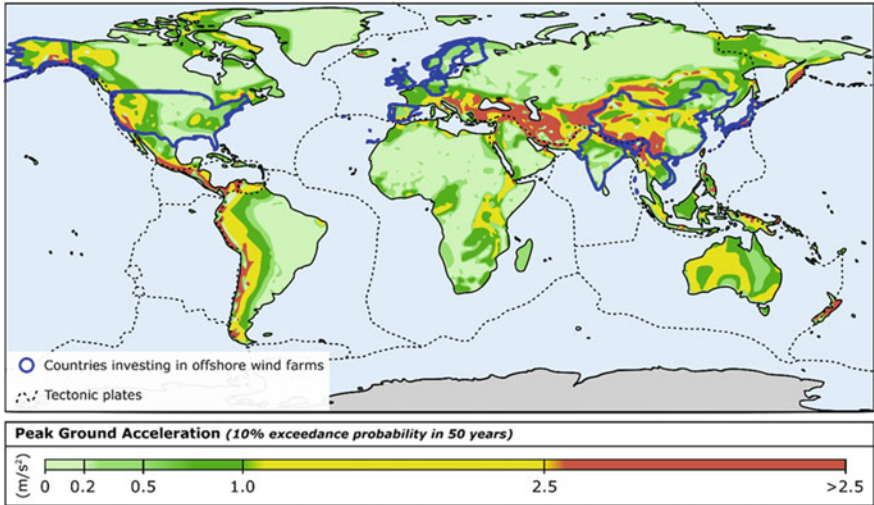 Countries investing in offshore wind farms
Tectonic plates
Peak Ground Acceleration (10% exceedance probability in 50 years)
(m/s²)
0 0.2 0.5 1.0 2.5 >2.5